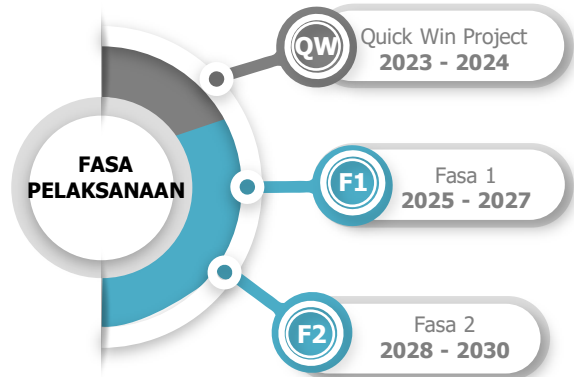 FASA
PELAKSANAAN
QW
Quick Win Project
2023 - 2024
F1
Fasa 1
2025 - 2027
F2
Fasa 2
2028 - 2030